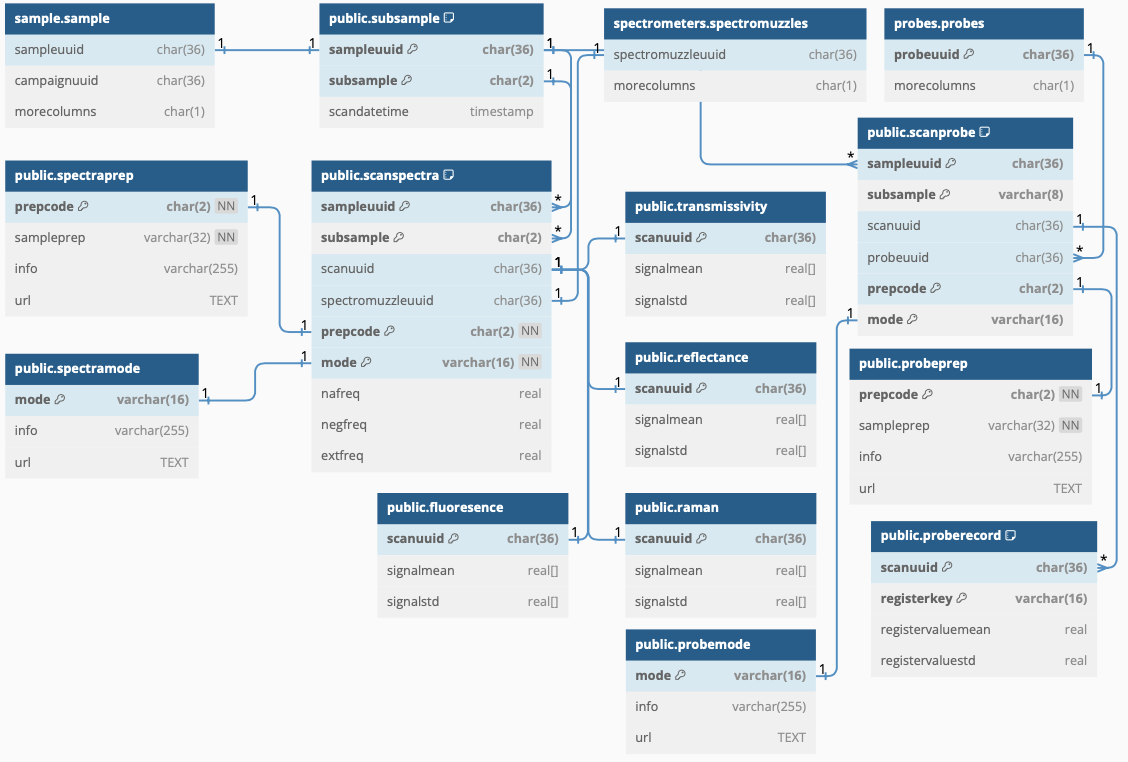 sample.sample
sampleuuid char(36)
campaignuuid char(36)
morecolumns char(1)
public.subsample
sampleuuid char(36)
subsample char(2)
scandatetime timestamp
spectrometers.spectromuzzles
spectromuzzleuuid char(36)
morecolumns char(1)
probes.probes
probeuuid char(36)
morecolumns char(1)
public.spectraprep
prepcode char(2) NN
sampleprep varchar(32) NN
info varchar(255)
url TEXT
public.scanspectra
sampleuuid char(36)
subsample char(2)
scanuuid char(36)
spectromuzzleuuid char(36)
prepcode char(2) NN
mode varchar(16) NN
nafreq real
negfreq real
extfreq real
public.transmissivity
scanuuid char(36)
signalmean real[]
signalstd real[]
public.scanprobe
sampleuuid char(36)
subsample varchar(8)
scanuuid char(36)
probeuuid char(36)
prepcode char(2)
mode varchar(16)
public.spectramode
mode varchar(16)
info varchar(255)
url TEXT
public.reflectance
scanuuid char(36)
signalmean real[]
signalstd real[]
public.probeprep
prepcode char(2) NN
sampleprep varchar(32) NN
info varchar(255)
url TEXT
public.fluoresence
scanuuid char(36)
signalmean real[]
signalstd real[]
public.raman
scanuuid char(36)
signalmean real[]
signalstd real[]
public.proberecord
scanuuid char(36)
registerkey varchar(16)
registervaluemean real
registervaluestd real
public.probemode
mode varchar(16)
info varchar(255)
url TEXT
1
1
1
1
1
1
*
*
1
1
1
1
1
1
1
1
1
1
*
1
*
1
1
1
*
1
1